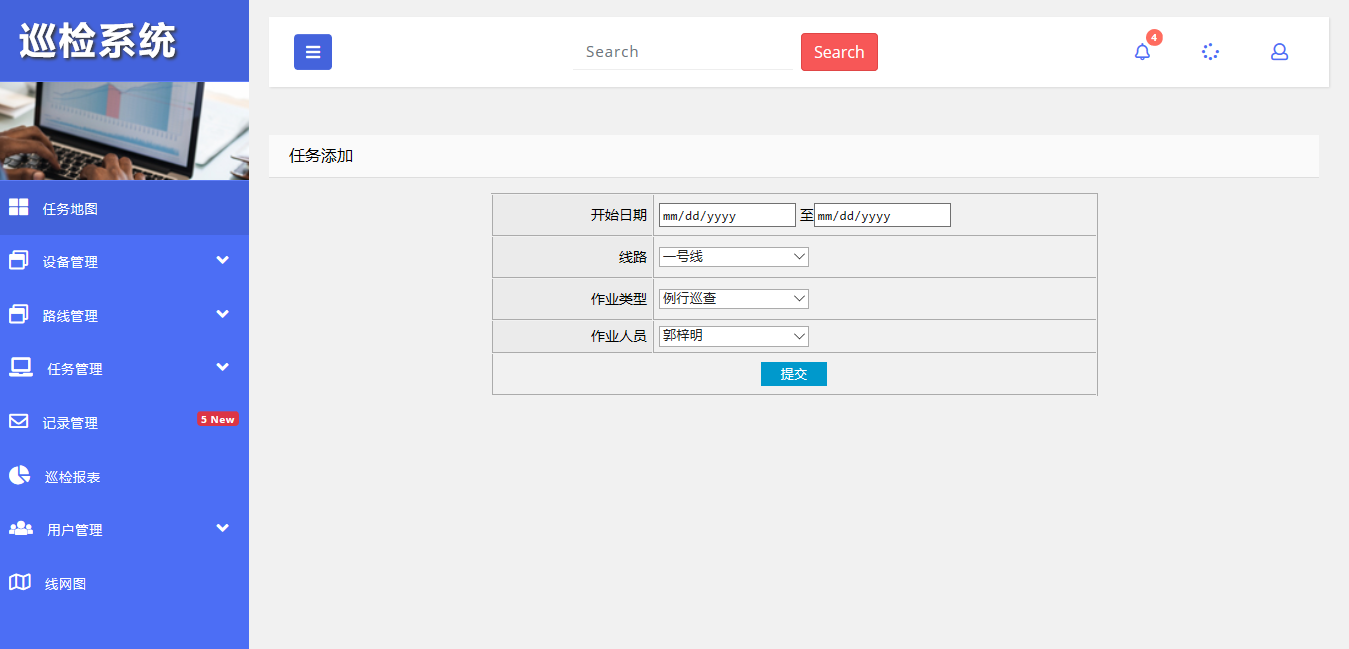 巡检系统
Search Search 4
任务添加
开始日期 mm/dd/yyyy 至 mm/dd/yyyy
线路 一号线
作业类型 例行巡查
作业人员 郭梓明
提交
任务地图
设备管理
路线管理
任务管理
记录管理 5 New
巡检报表
用户管理
线网图